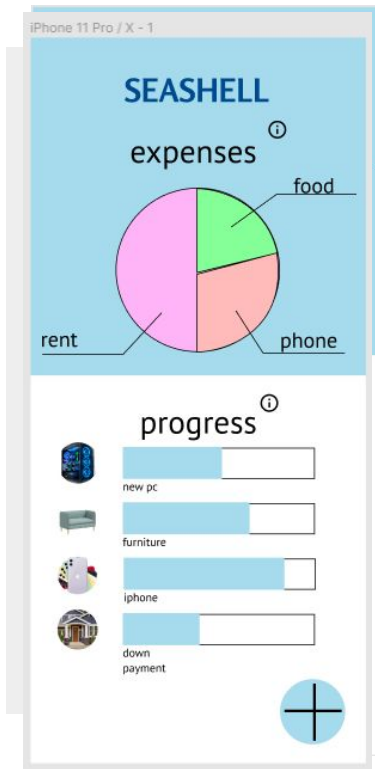 iPhone 11 Pro / X - 1
SEASHELL
expenses
food
rent
phone
progress
new pc
furniture
iphone
down
payment